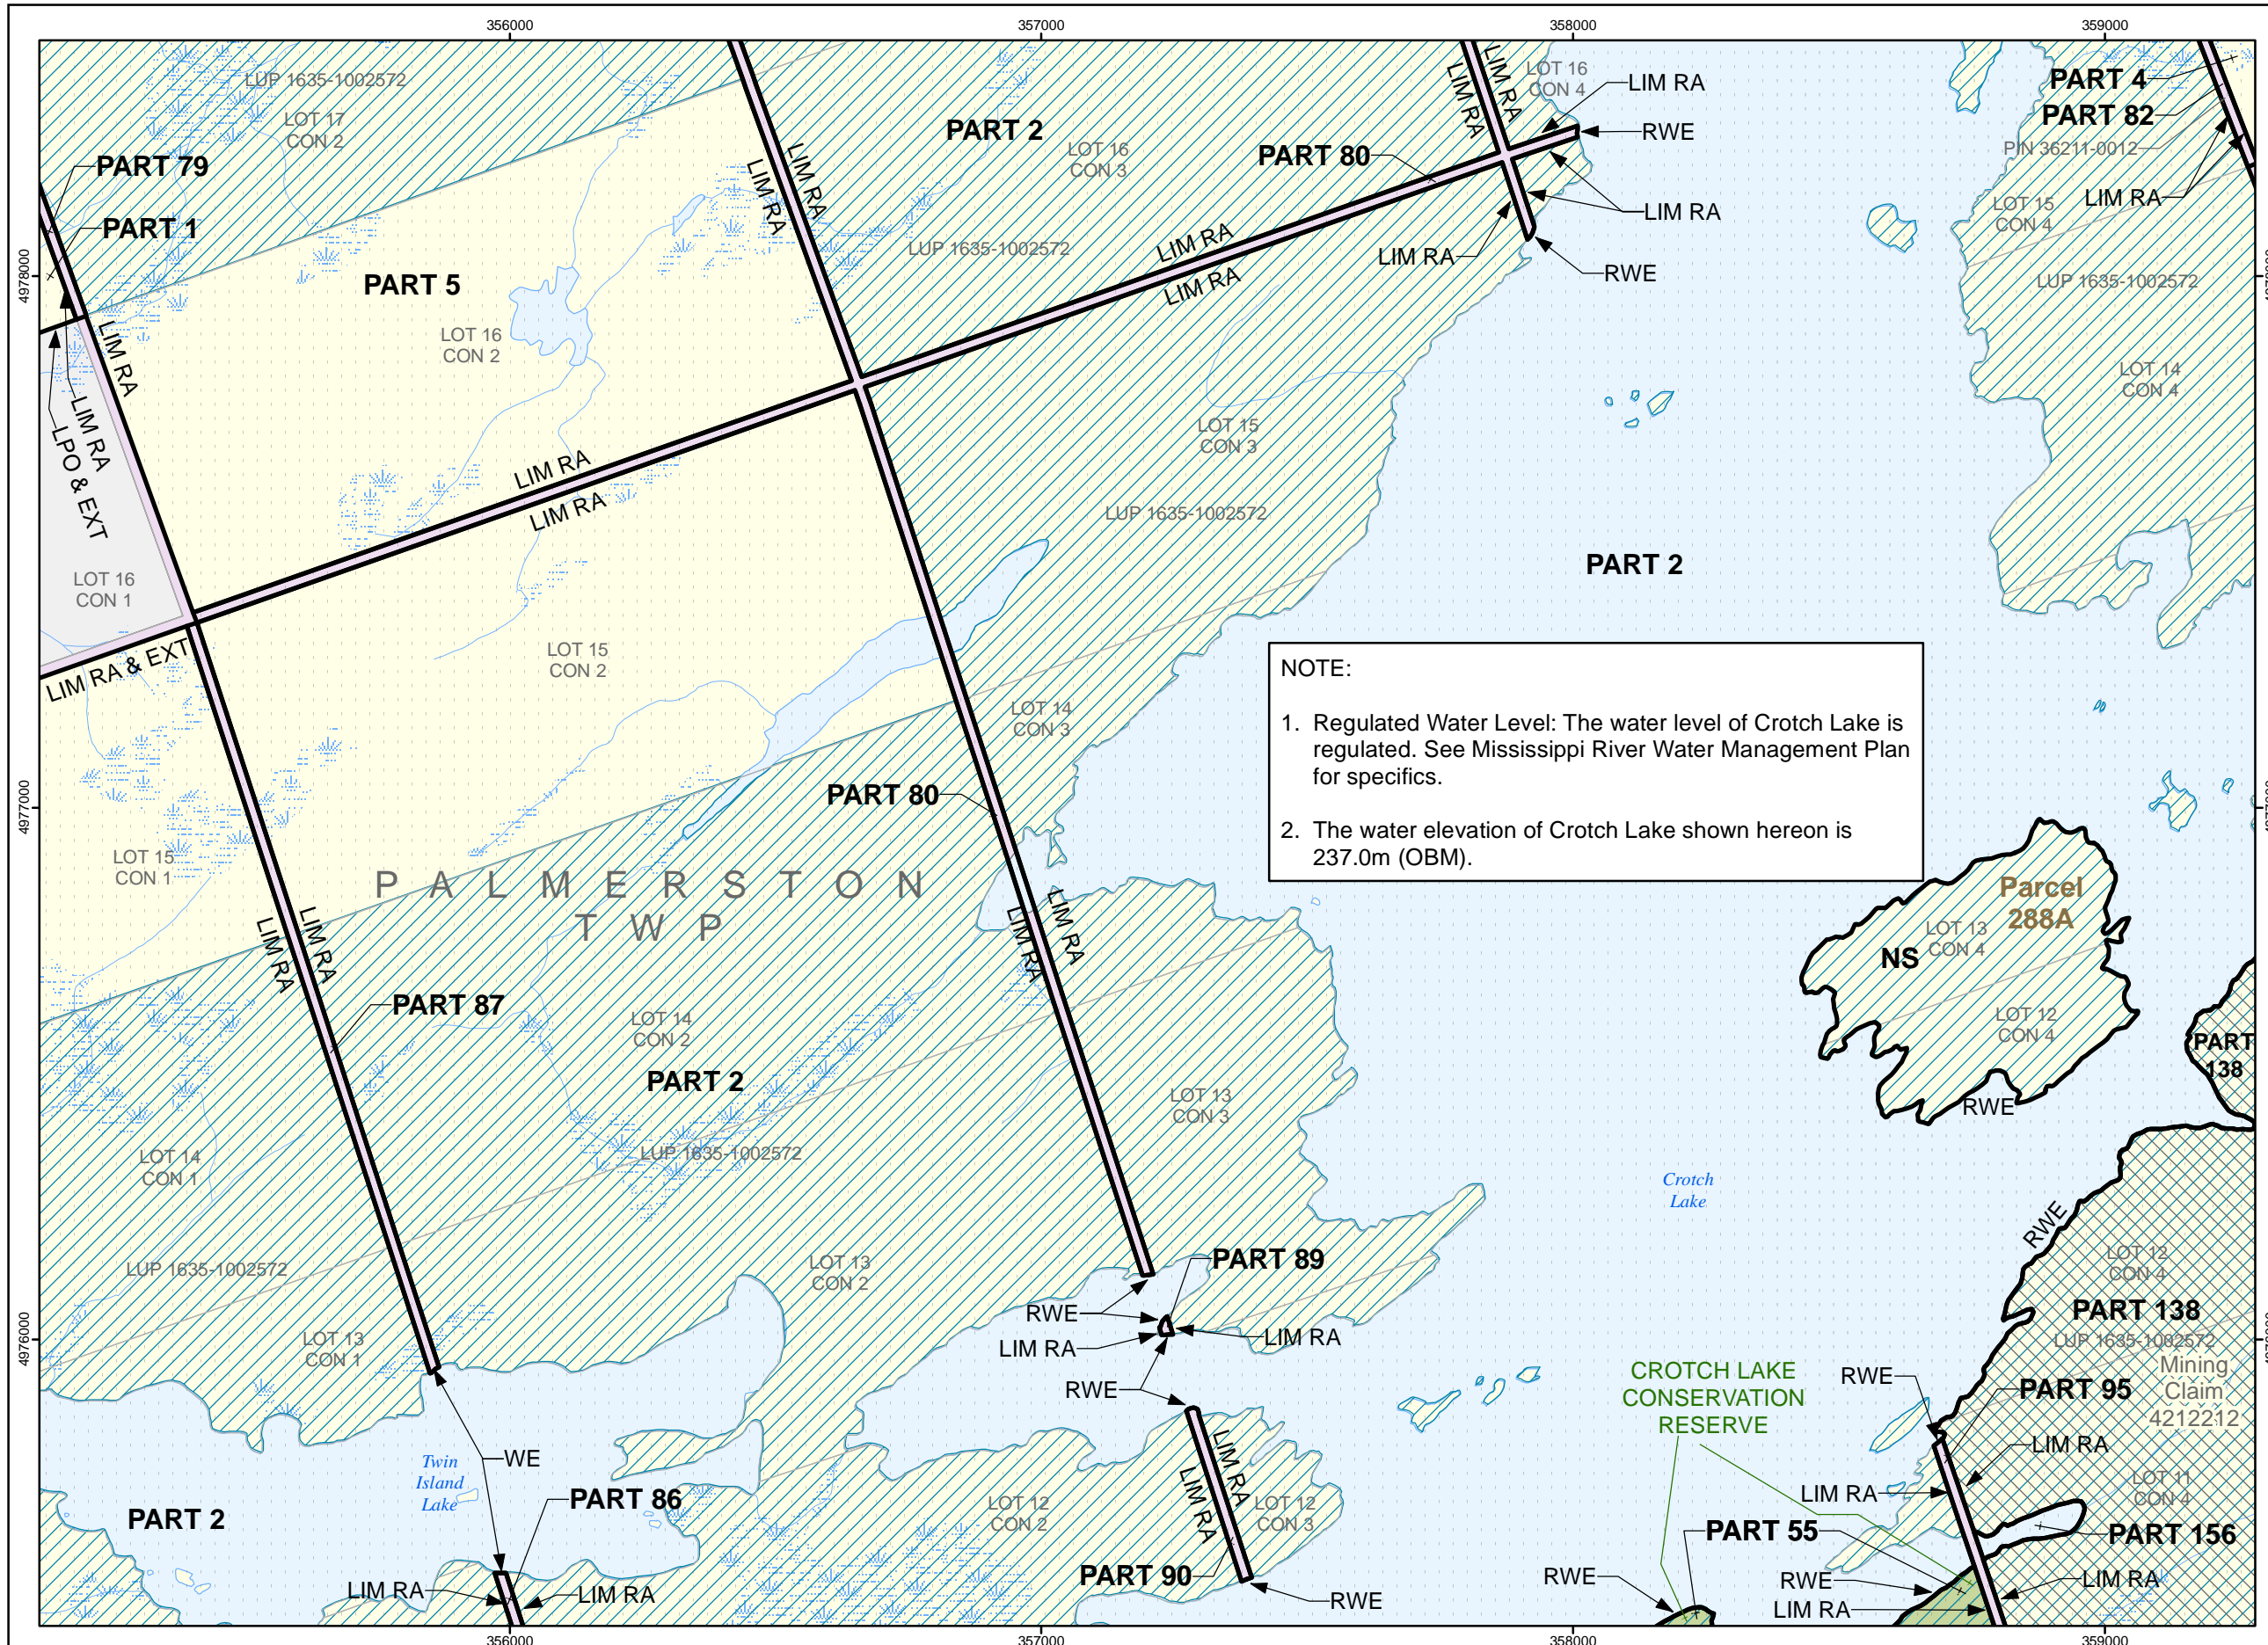 356000
357000
358000
359000
LUP 1635-1002572
LOT 17
CON 2
PART 79
PART 1
PART 5
LIM RA
LIM RA
PART 2
LOT 16
CON 3
LUP 1635-1002572
PART 80
LIM RA
LIM RA
LOT 16
CON 4
LIM RA
RWE
LIM RA
LIM RA
RWE
LIM RA
LIM RA
PART 4
PART 82
PIN 36211-0012
LIM RA
LOT 15
CON 4
LUP 1635-1002572
4978000
LOT 16
CON 2
LIM RA
LIM RA
LPO & EXT
LOT 16
CON 1
LIM RA & EXT
LIM RA
LIM RA
LOT 15
CON 3
LUP 1635-1002572
LOT 14
CON 4
PART 2
LOT 15
CON 2
LOT 14
CON 3
NOTE:
1. Regulated Water Level: The water level of Crotch Lake is
regulated. See Mississippi River Water Management Plan
for specifics.
2. The water elevation of Crotch Lake shown hereon is
237.0m (OBM).
4977000
PART 80
LOT 15
CON 1
PALMERSTON
TWP
LIM RA
LIM RA
LIM RA
LIM RA
Parcel
288A
LOT 13
CON 4
NS
LOT 12
CON 4
RWE
PART
138
PART 87
LOT 14
CON 2
PART 2
LUP 1635-1002572
LOT 13
CON 3
LOT 14
CON 1
LUP 1635-1002572
LOT 13
CON 2
Crotch
Lake
RWE
LOT 12
CON 4
PART 138
LUP 1635-1002572
Mining
Claim
4212212
4976000
LOT 13
CON 1
PART 89
RWE
LIM RA
LIM RA
RWE
CROTCH LAKE
CONSERVATION
RESERVE
RWE
PART 95
LIM RA
LIM RA
LOT 11
CON 4
PART 156
WE
Twin
Island
Lake
PART 2
PART 86
LIM RA
LIM RA
LOT 12
CON 2
LIM RA
LIM RA
LOT 12
CON 3
PART 90
RWE
PART 55
RWE
RWE
LIM RA
LIM RA
356000
357000
358000
359000